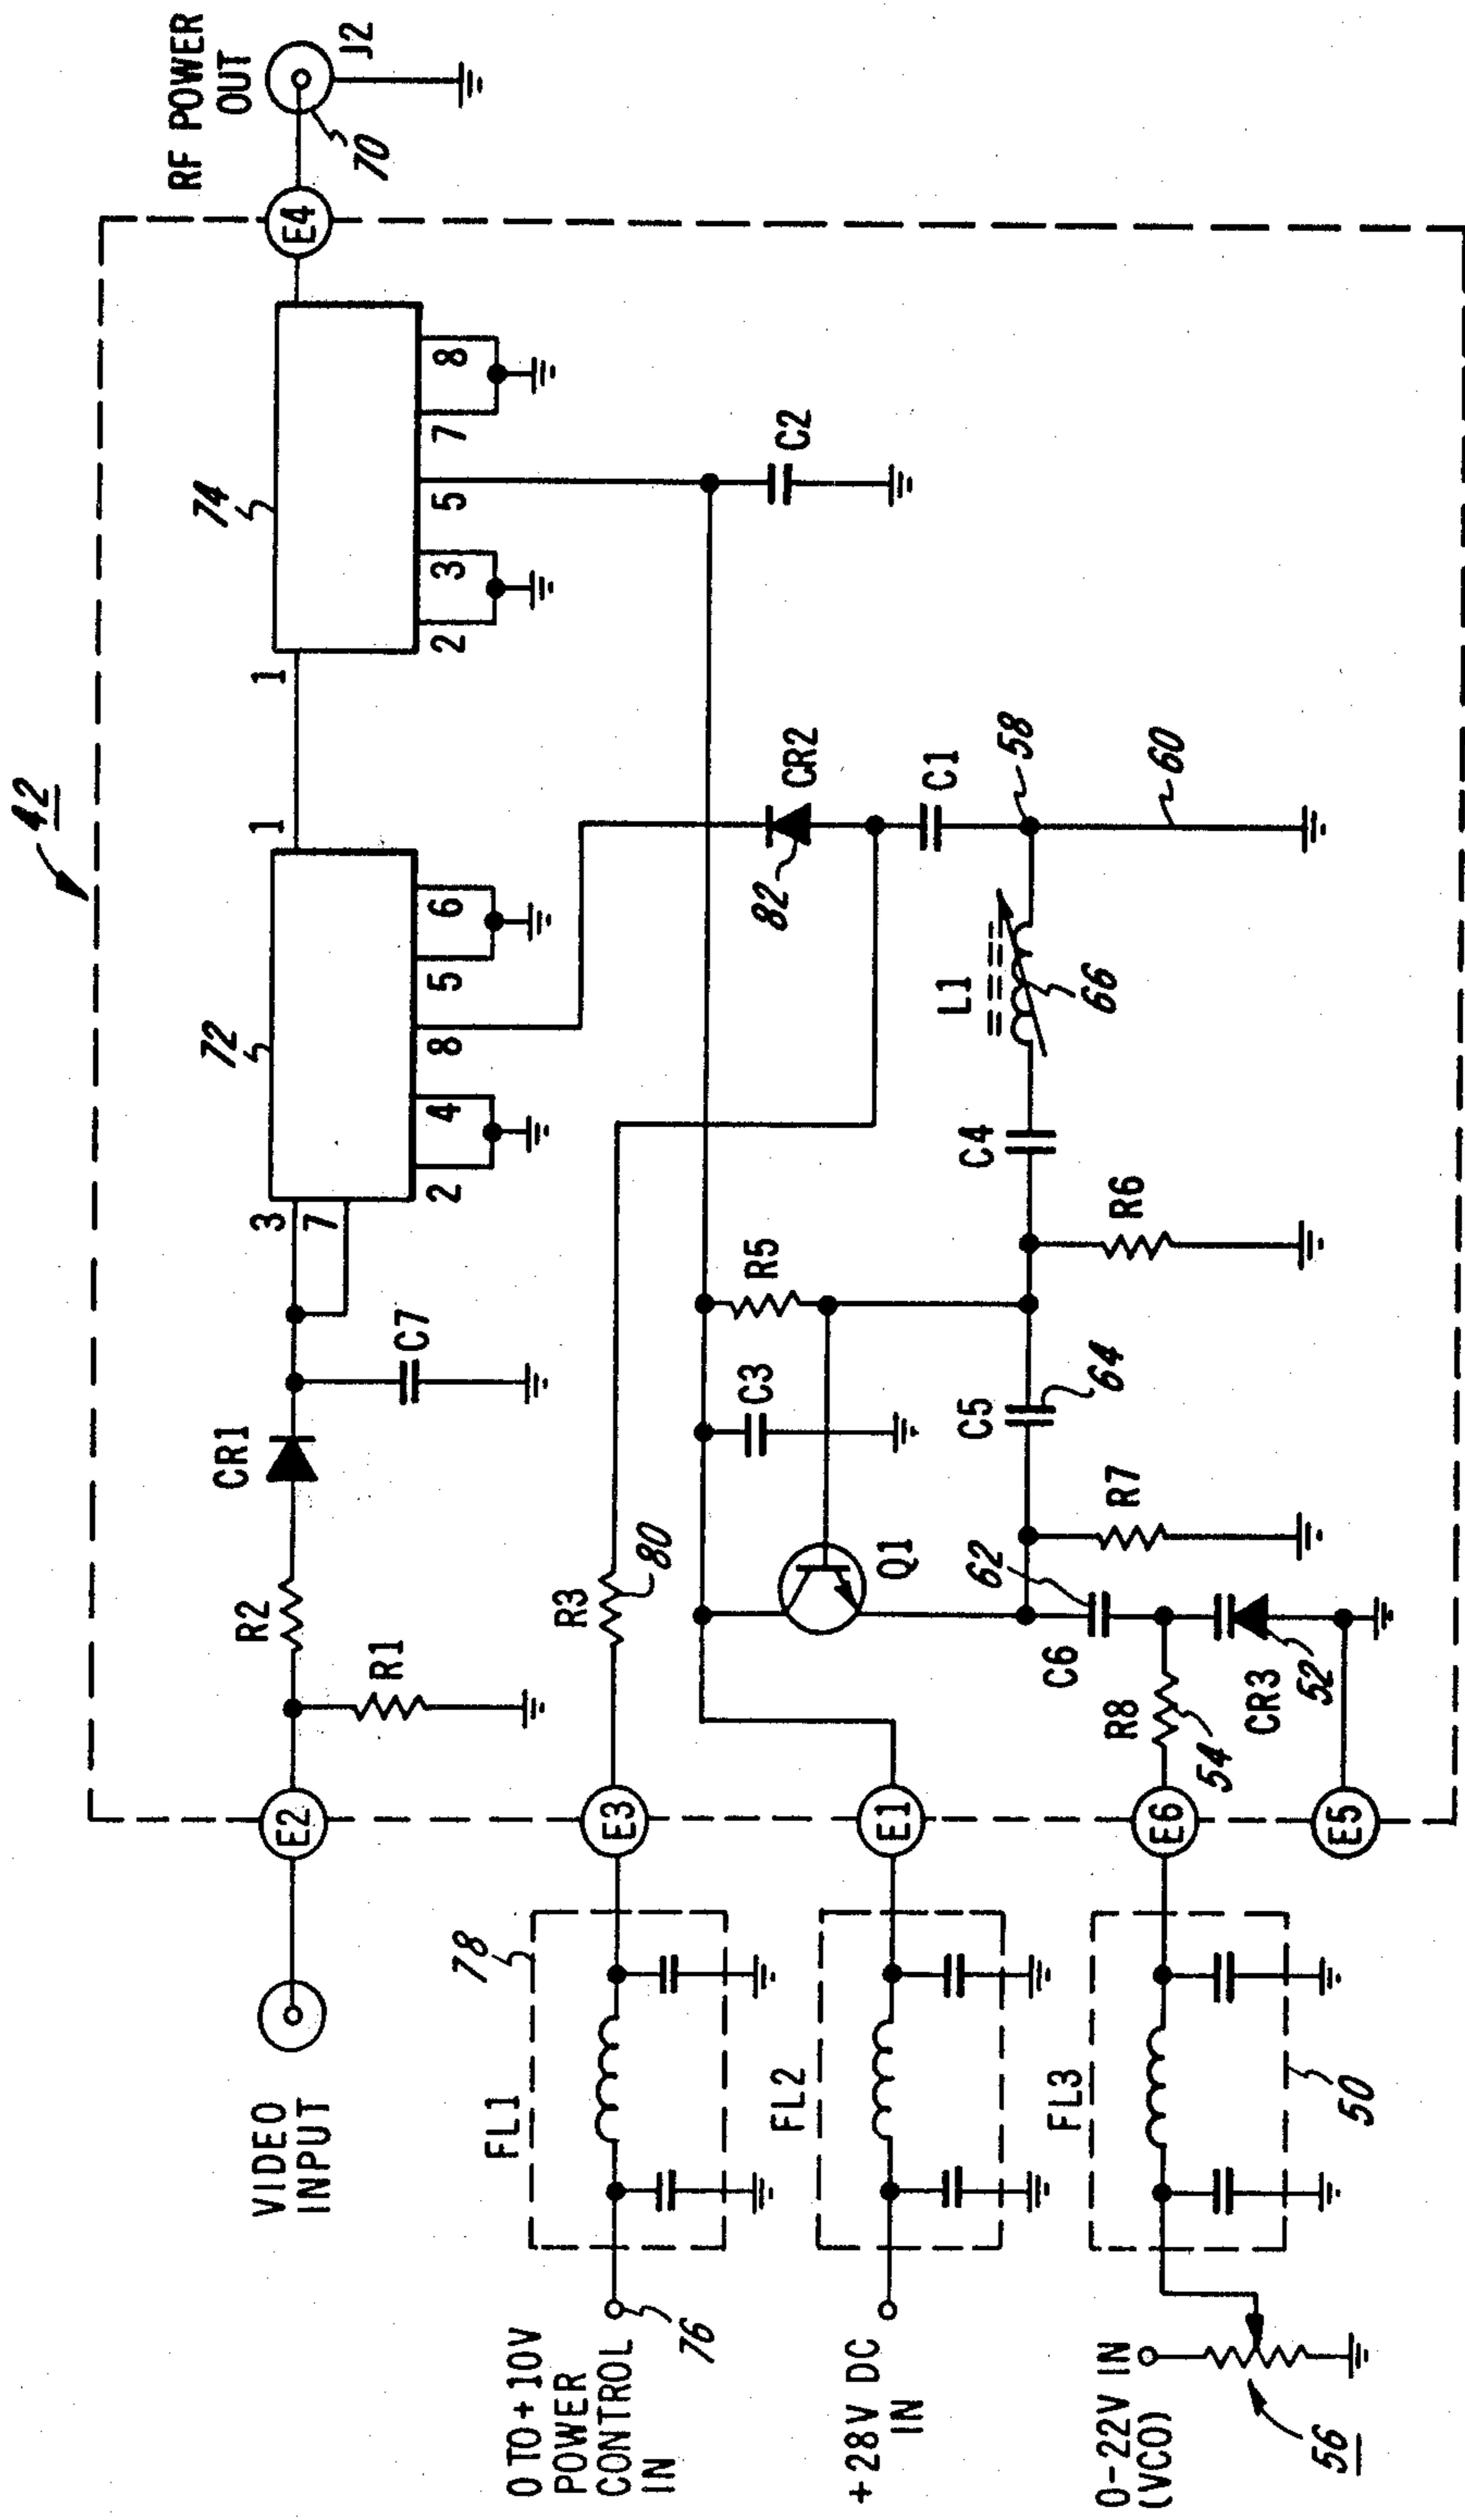 42
VIDEO
INPUT
E2
R2
R1
CR1
C7
3
7
72
2
4
8
5
6
1
1
74
2
3
5
7
8
E4
RF POWER
OUT
J2
70
0 TO +10V
POWER
CONTROL
IN
76
FL1
78
E3
R3
80
C3
R5
82
CR2
C2
+28V DC
IN
FL2
E1
Q1
C1
58
60
62
C5
64
C4
L1
66
R7
R6
C6
0-22V IN
(VCO)
56
FL3
50
E6
R8
54
CR3
52
E5